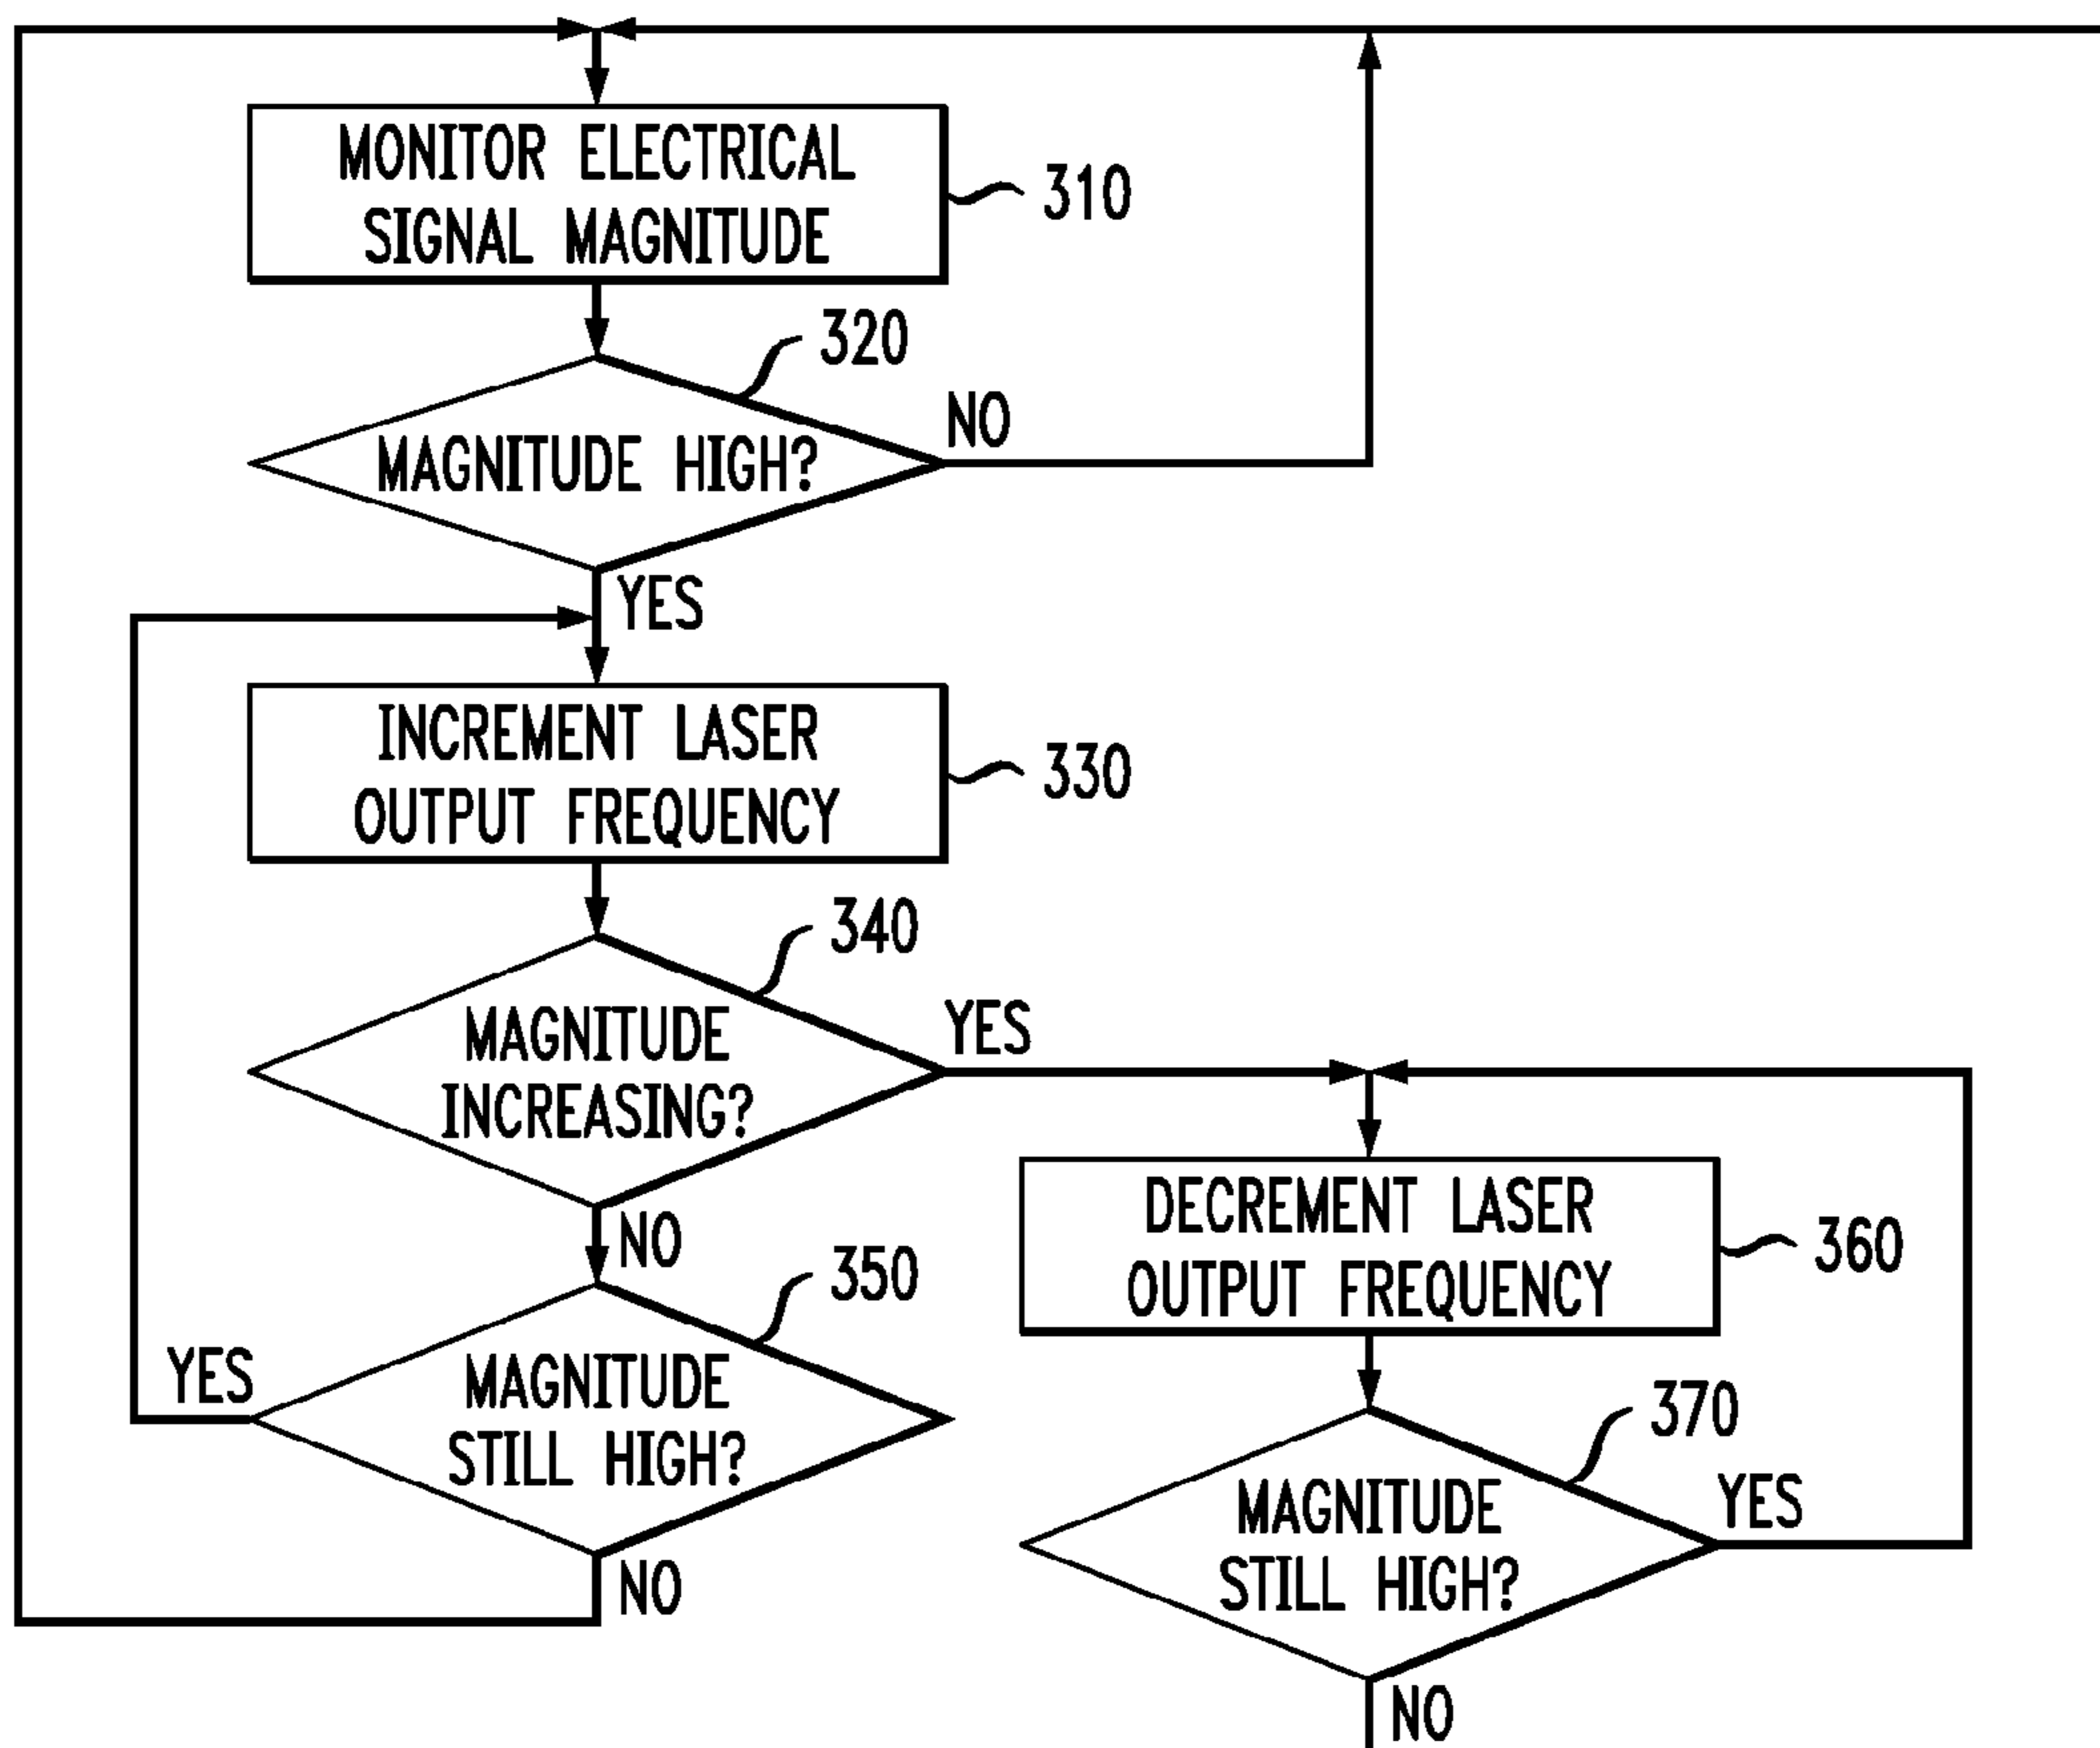 MONITOR ELECTRICAL
SIGNAL MAGNITUDE
310
320
MAGNITUDE HIGH?
NO
YES
INCREMENT LASER
OUTPUT FREQUENCY
330
340
MAGNITUDE
INCREASING?
YES
NO
350
MAGNITUDE
STILL HIGH?
YES
NO
DECREMENT LASER
OUTPUT FREQUENCY
360
370
MAGNITUDE
STILL HIGH?
YES
NO